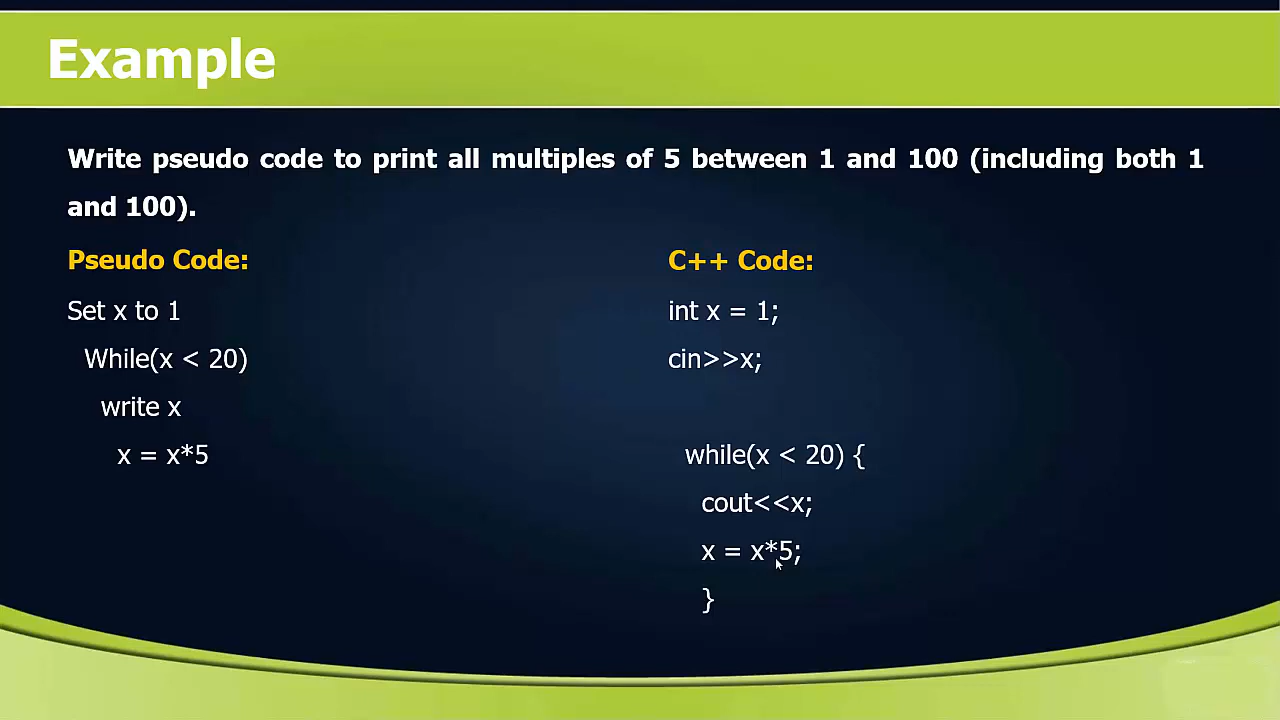 Example
Write pseudo code to print all multiples of 5 between 1 and 100 (including both 1
and 100).
Pseudo Code:
Set x to 1
While(x < 20)
write x
x = x*5
C++ Code:
int x = 1;
cin>>x;
while(x < 20) {
cout<<x;
x = x*5;
}